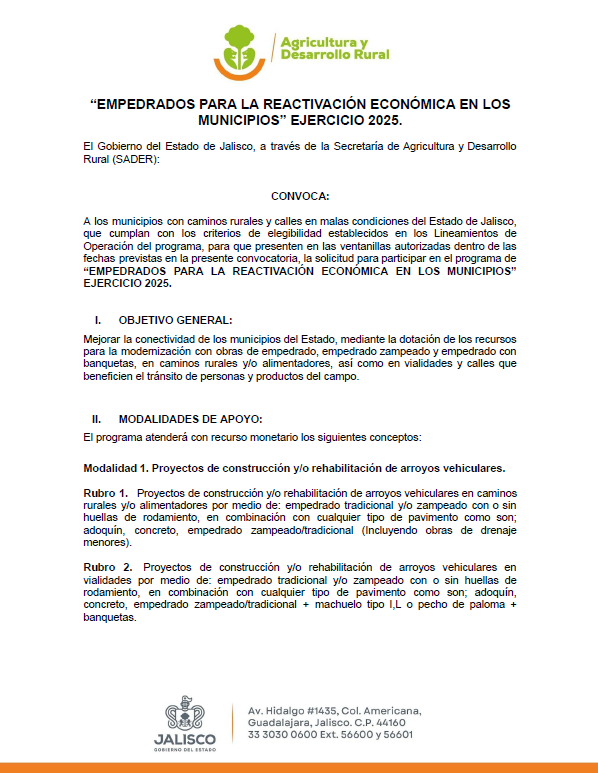 Agricultura y
Desarrollo Rural
“EMPEDRADOS PARA LA REACTIVACIÓN ECONÓMICA EN LOS
MUNICIPIOS” EJERCICIO 2025.
El Gobierno del Estado de Jalisco, a través de la Secretaría de Agricultura y Desarrollo
Rural (SADER):
CONVOCA:
A los municipios con caminos rurales y calles en malas condiciones del Estado de Jalisco,
que cumplan con los criterios de elegibilidad establecidos en los Lineamientos de
Operación del programa, para que presenten en las ventanillas autorizadas dentro de las
fechas previstas en la presente convocatoria, la solicitud para participar en el programa de
“EMPEDRADOS PARA LA REACTIVACIÓN ECONÓMICA EN LOS MUNICIPIOS”
EJERCICIO 2025.
I. OBJETIVO GENERAL:
Mejorar la conectividad de los municipios del Estado, mediante la dotación de los recursos
para la modernización con obras de empedrado, empedrado zampeado y empedrado con
banquetas, en caminos rurales y/o alimentadores, así como en vialidades y calles que
beneficien el tránsito de personas y productos del campo.
II. MODALIDADES DE APOYO:
El programa atenderá con recurso monetario los siguientes conceptos:
Modalidad 1. Proyectos de construcción y/o rehabilitación de arroyos vehiculares.
Rubro 1. Proyectos de construcción y/o rehabilitación de arroyos vehiculares en caminos
rurales y/o alimentadores por medio de: empedrado tradicional y/o zampeado con o sin
huellas de rodamiento, en combinación con cualquier tipo de pavimento como son;
adoquín, concreto, empedrado zampeado/tradicional (Incluyendo obras de drenaje
menores).
Rubro 2. Proyectos de construcción y/o rehabilitación de arroyos vehiculares en
vialidades por medio de: empedrado tradicional y/o zampeado con o sin huellas de
rodamiento, en combinación con cualquier tipo de pavimento como son; adoquín,
concreto, empedrado zampeado/tradicional + machuelo tipo I,L o pecho de paloma +
banquetas.
JALISCO
GOBIERNO DEL ESTADO
Av. Hidalgo #1435, Col. Americana,
Guadalajara, Jalisco. C.P. 44160
33 3030 0600 Ext. 56600 y 56601